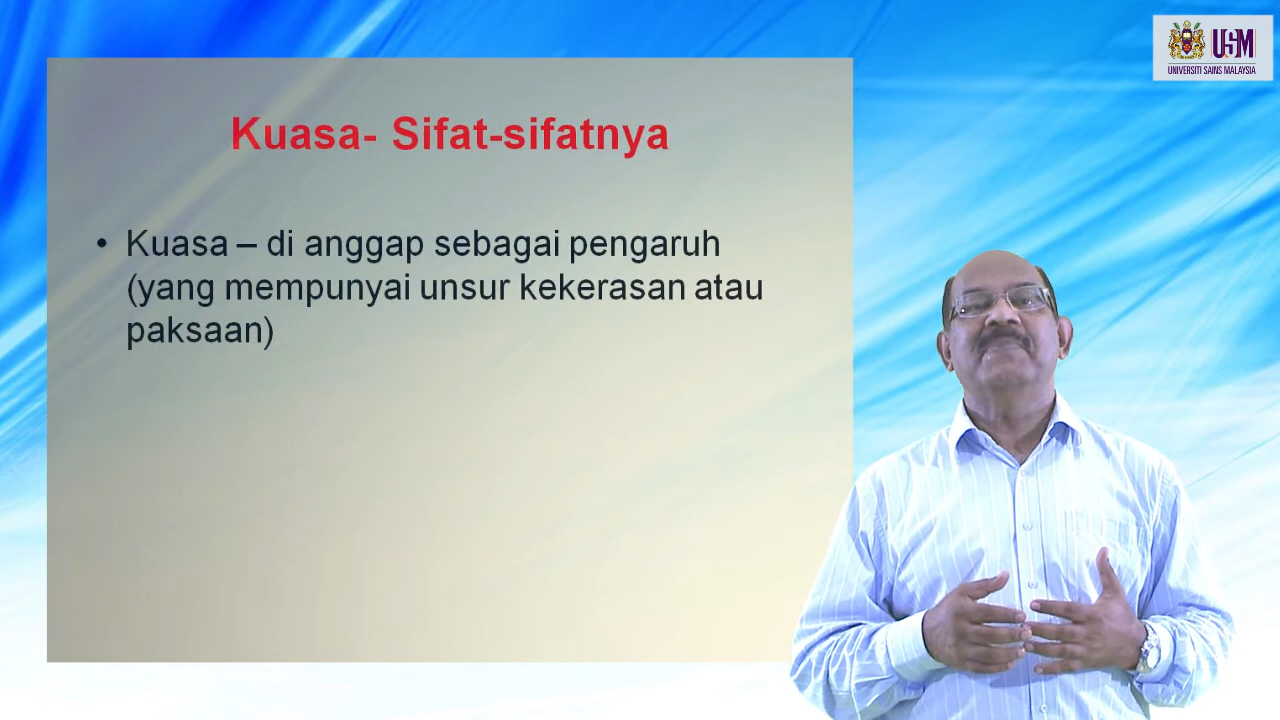 USM
UNIVERSITI SAINS MALAYSIA
Kuasa- Sifat-sifatnya
• Kuasa – di anggap sebagai pengaruh
(yang mempunyai unsur kekerasan atau
paksaan)